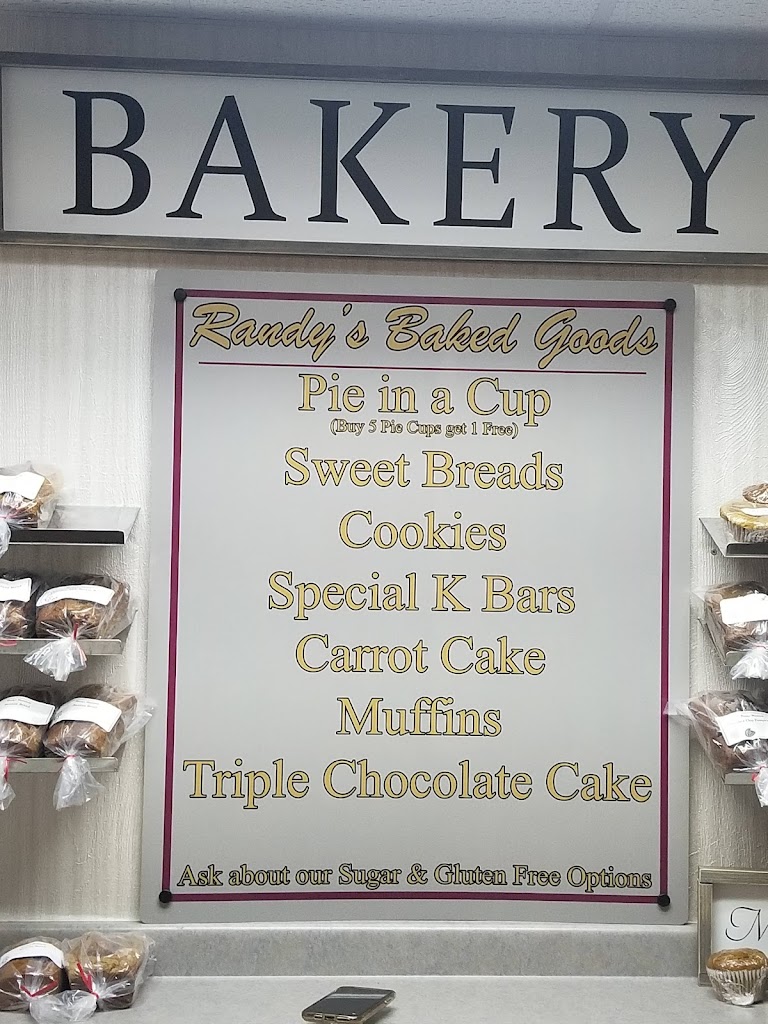 BAKERY
Randy's Baked Goods
Pie in a Cup
(Buy 5 Pie Cups get 1 Free)
Sweet Breads
Cookies
Special K Bars
Carrot Cake
Muffins
Triple Chocolate Cake
Ask about our Sugar & Gluten Free Options